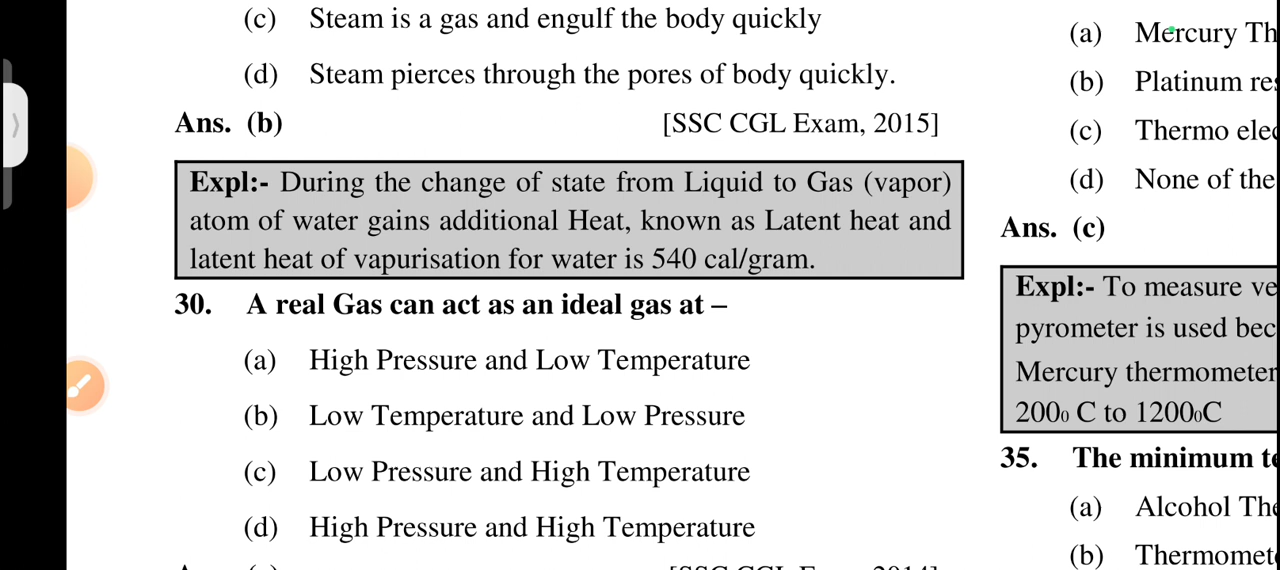 (c) Steam is a gas and engulf the body quickly
(d) Steam pierces through the pores of body quickly.
Ans. (b) [SSC CGL Exam, 2015]
Expl:- During the change of state from Liquid to Gas (vapor)
atom of water gains additional Heat, known as Latent heat and
latent heat of vapurisation for water is 540 cal/gram.
30. A real Gas can act as an ideal gas at –
(a) High Pressure and Low Temperature
(b) Low Temperature and Low Pressure
(c) Low Pressure and High Temperature
(d) High Pressure and High Temperature
(a) Mercury Th
(b) Platinum re
(c) Thermo elec
(d) None of the
Ans. (c)
Expl:- To measure ve
pyrometer is used bec
Mercury thermometer
200₀ C to 1200₀C
35. The minimum te
(a) Alcohol The
(b) Thermomet